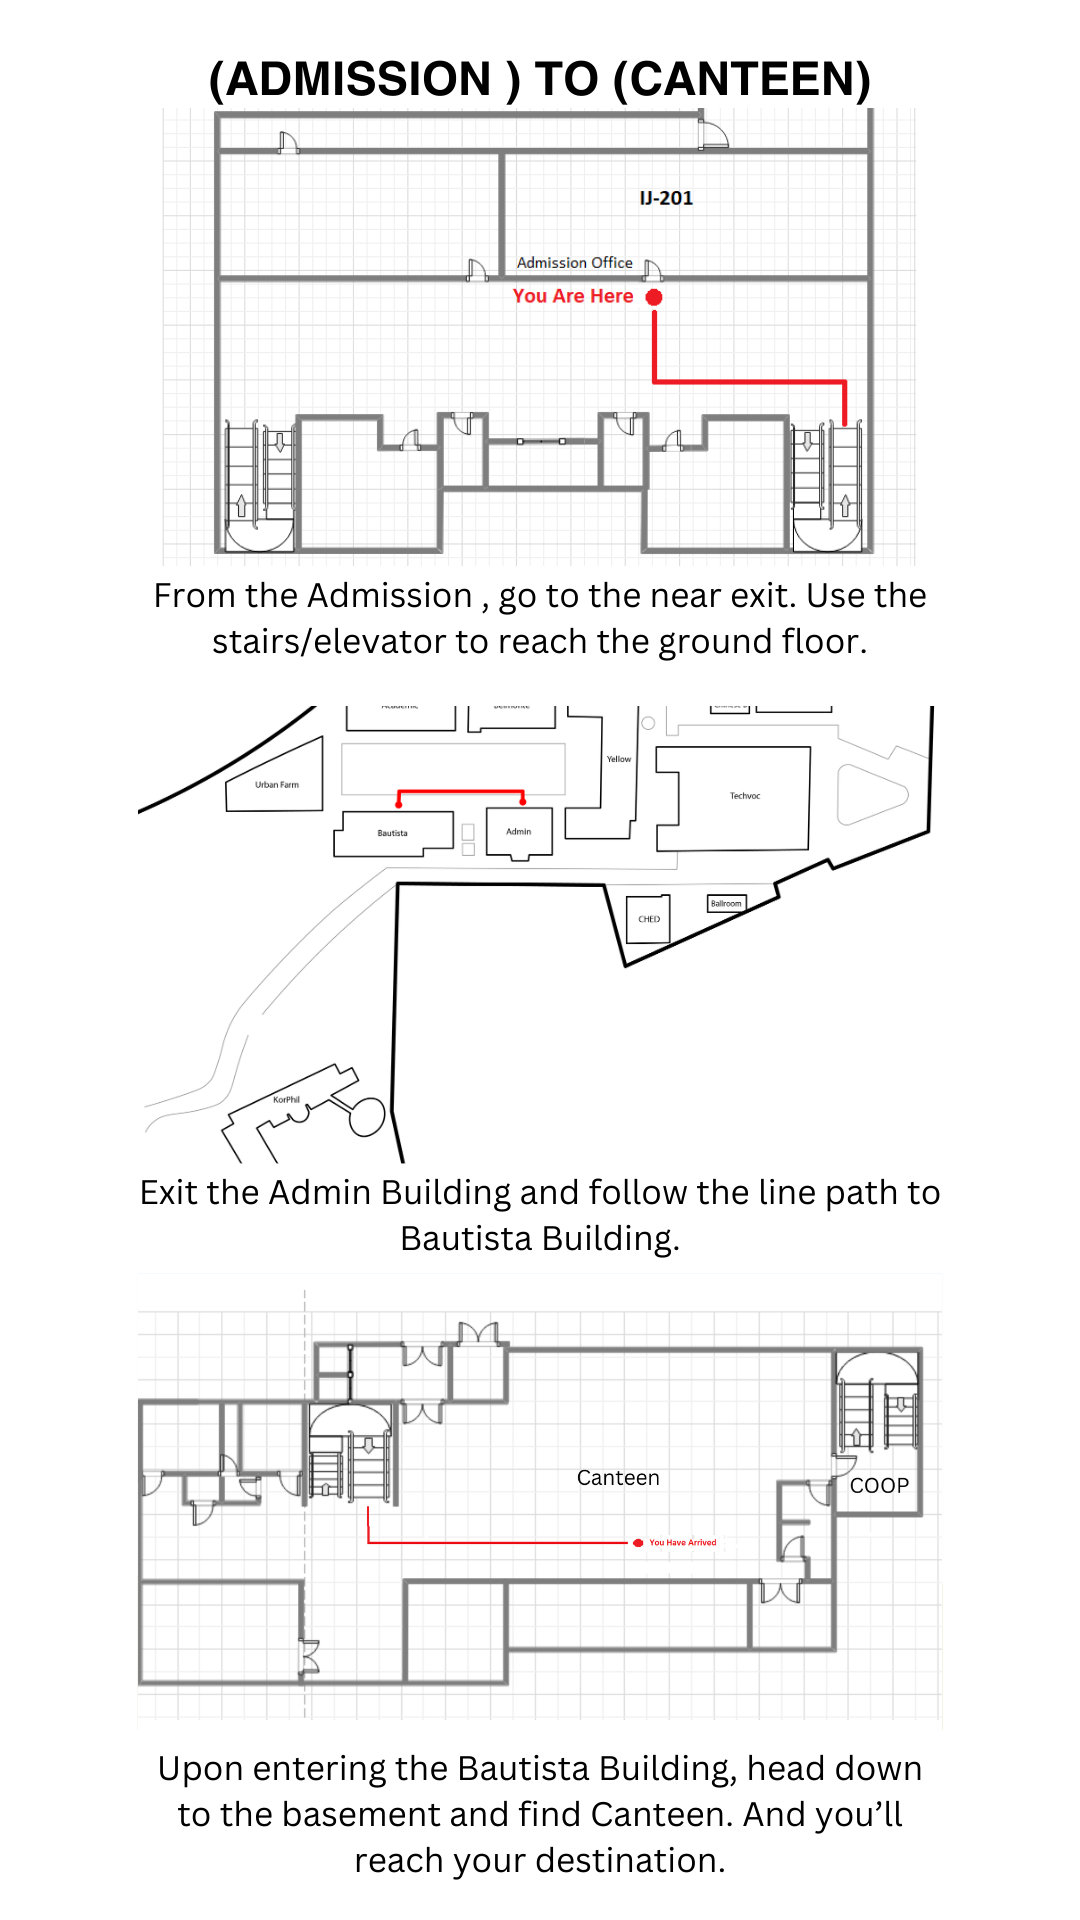 (ADMISSION ) TO (CANTEEN)
IJ-201
Admission Office
You Are Here
From the Admission , go to the near exit. Use the
stairs/elevator to reach the ground floor.
Academic
Belmonte
Urban Farm
Yellow
Techvoc
Bautista
Admin
CHED
Ballroom
KorPhil
Exit the Admin Building and follow the line path to
Bautista Building.
Canteen
COOP
You Have Arrived
Upon entering the Bautista Building, head down
to the basement and find Canteen. And you’ll
reach your destination.